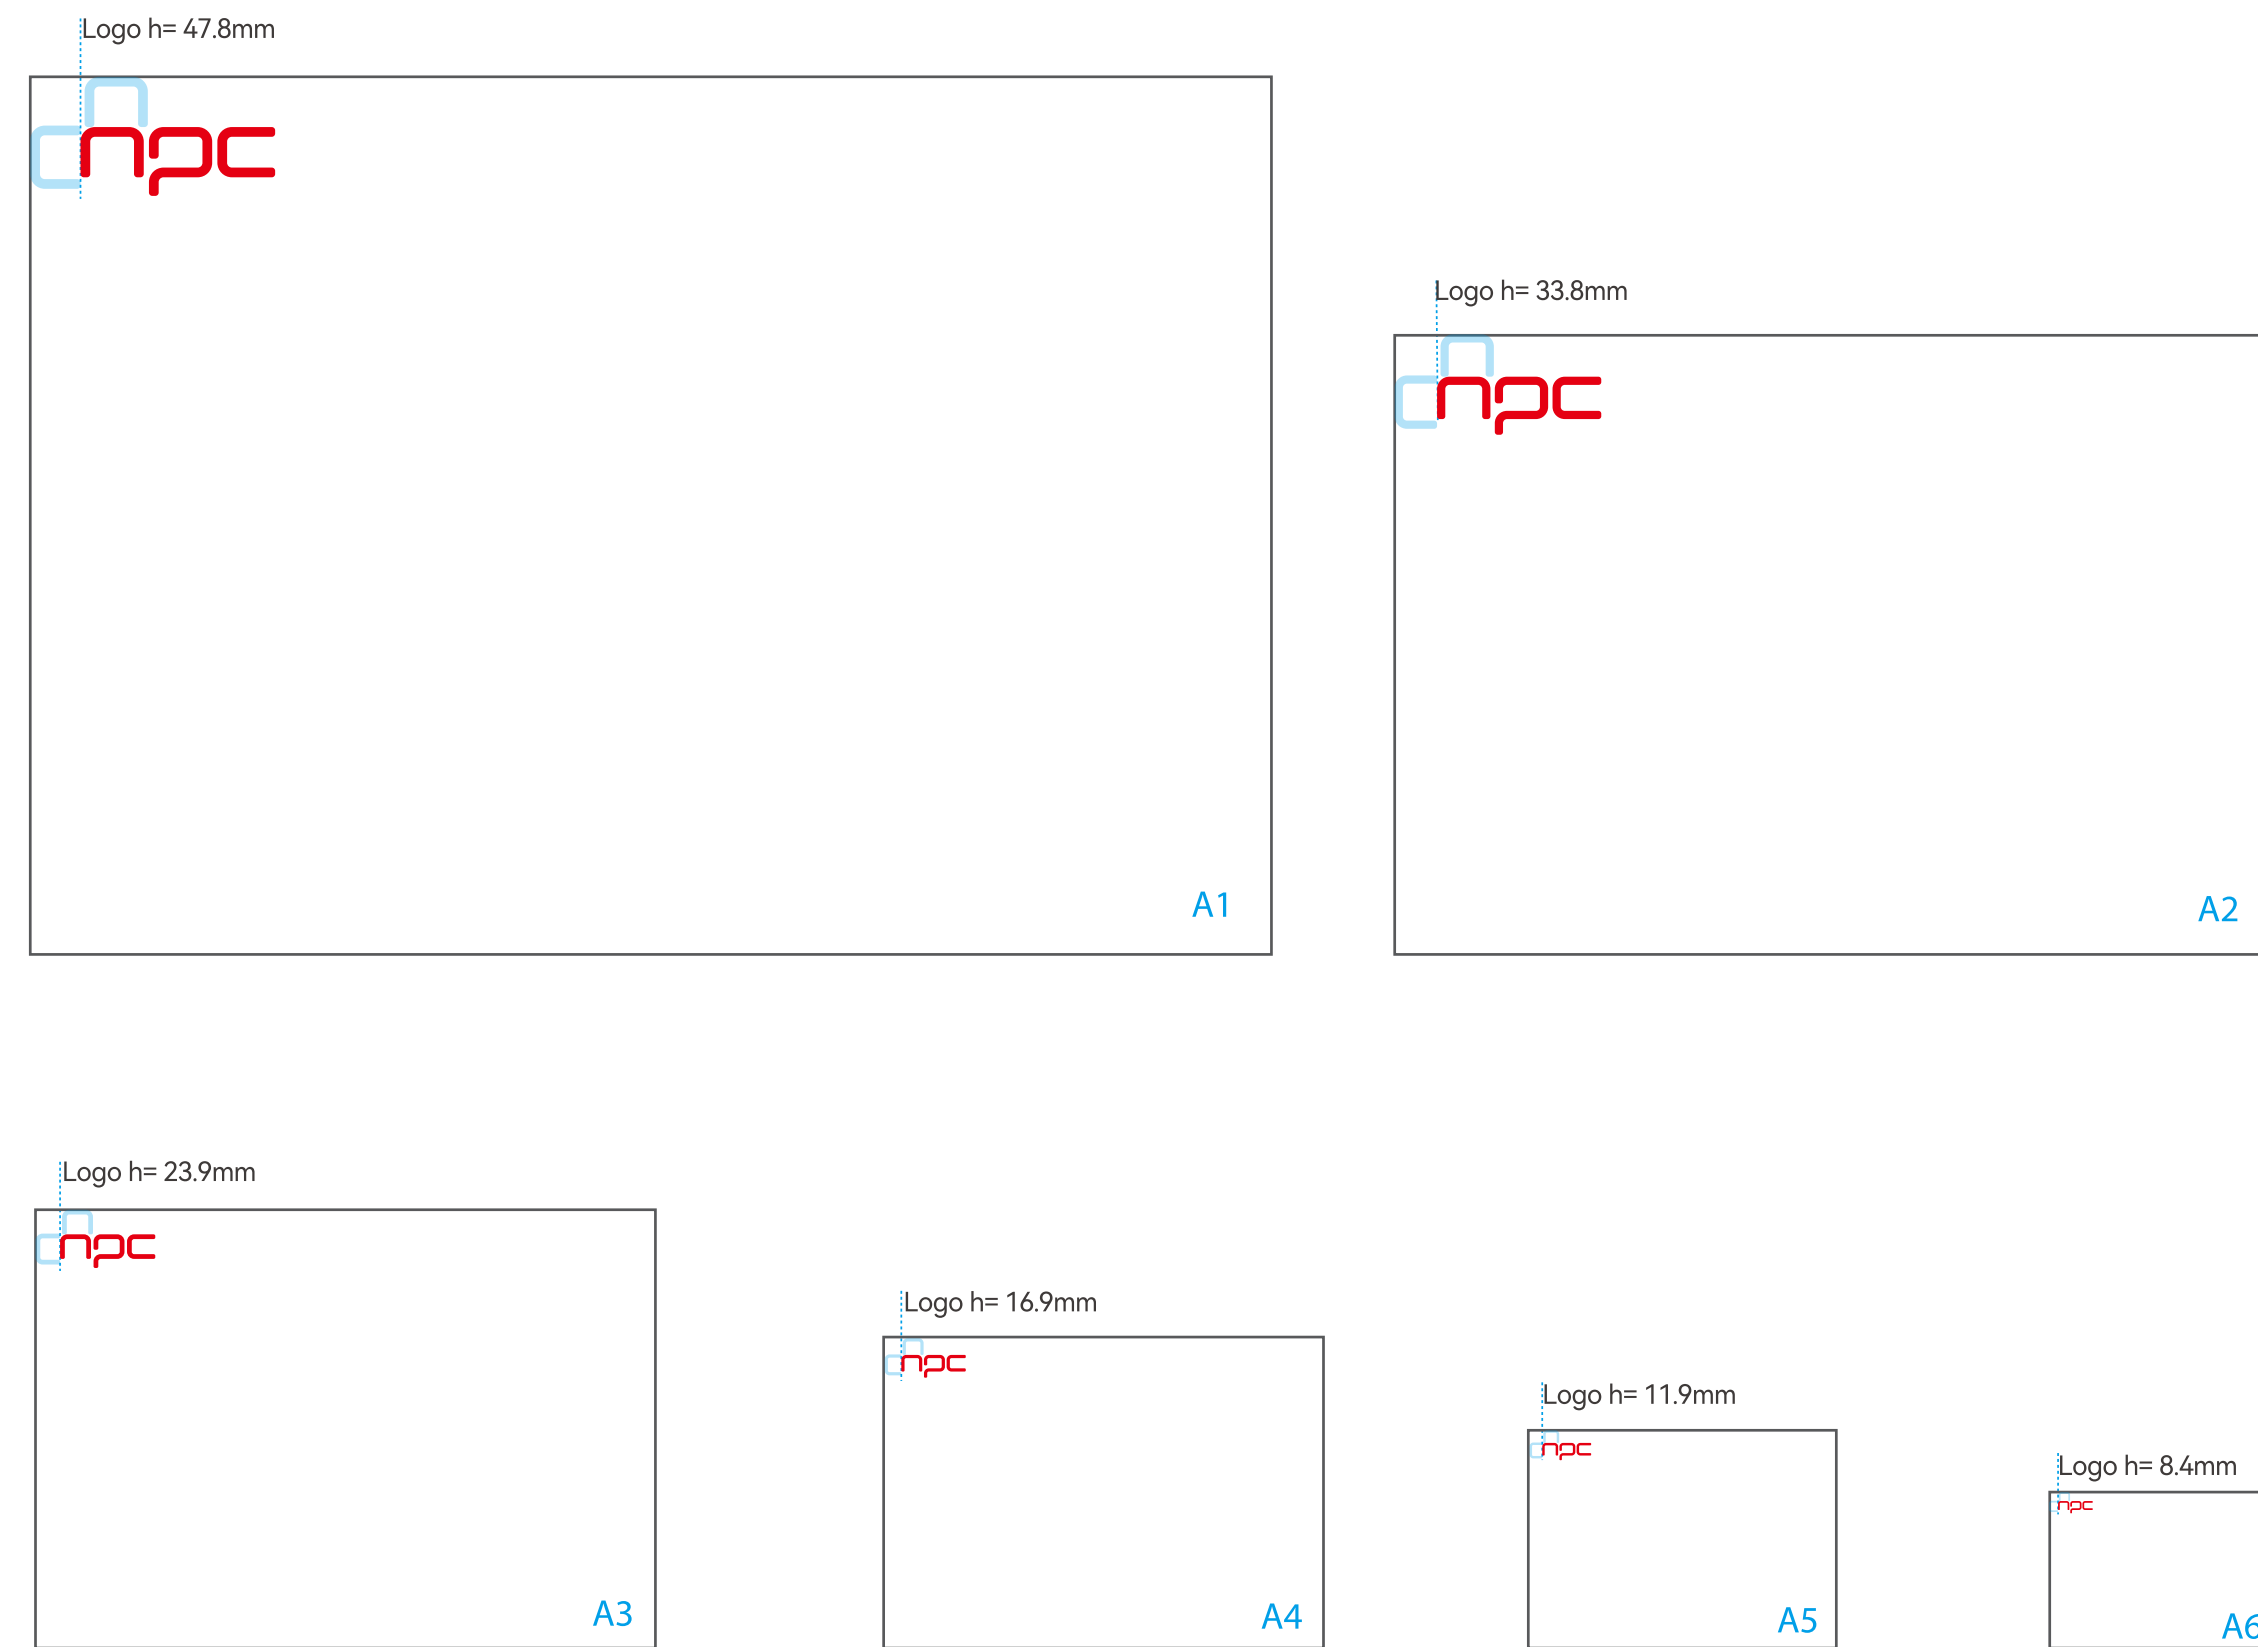 Logo h= 47.8mm
npc
A1
Logo h= 33.8mm
npc
A2
Logo h= 23.9mm
npc
A3
Logo h= 16.9mm
npc
A4
Logo h= 11.9mm
npc
A5
Logo h= 8.4mm
npc
A6